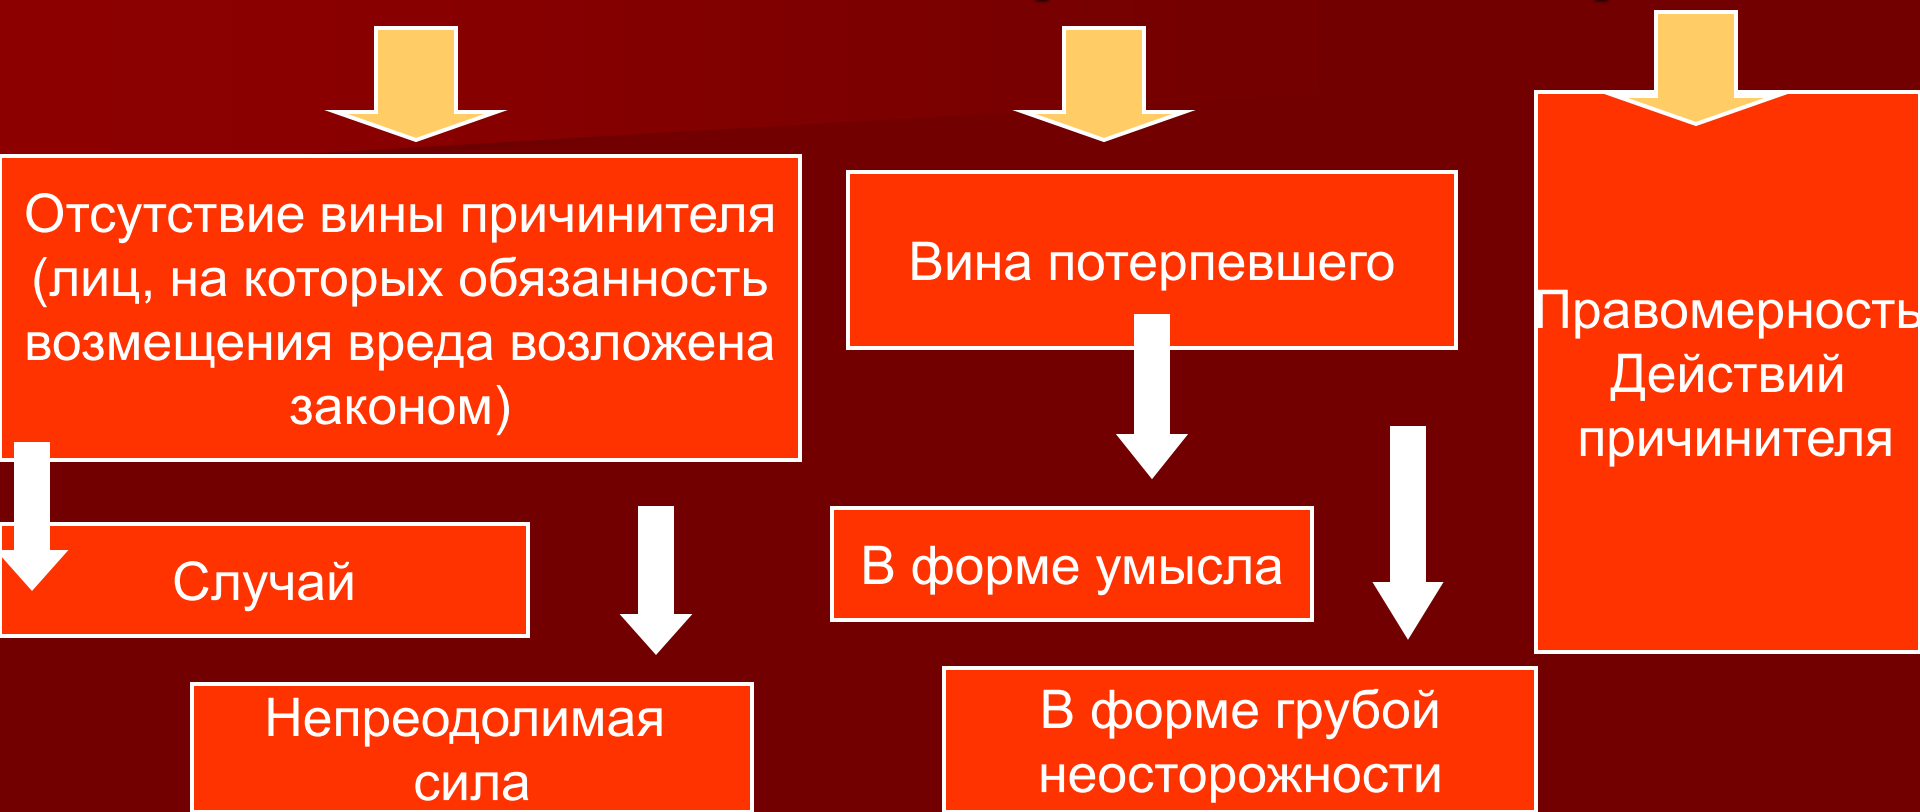 Отсутствие вины причинителя
(лиц, на которых обязанность
возмещения вреда возложена
законом)
Вина потерпевшего
Правомерность
Действий
причинителя
Случай
В форме умысла
Непреодолимая
сила
В форме грубой
неосторожности